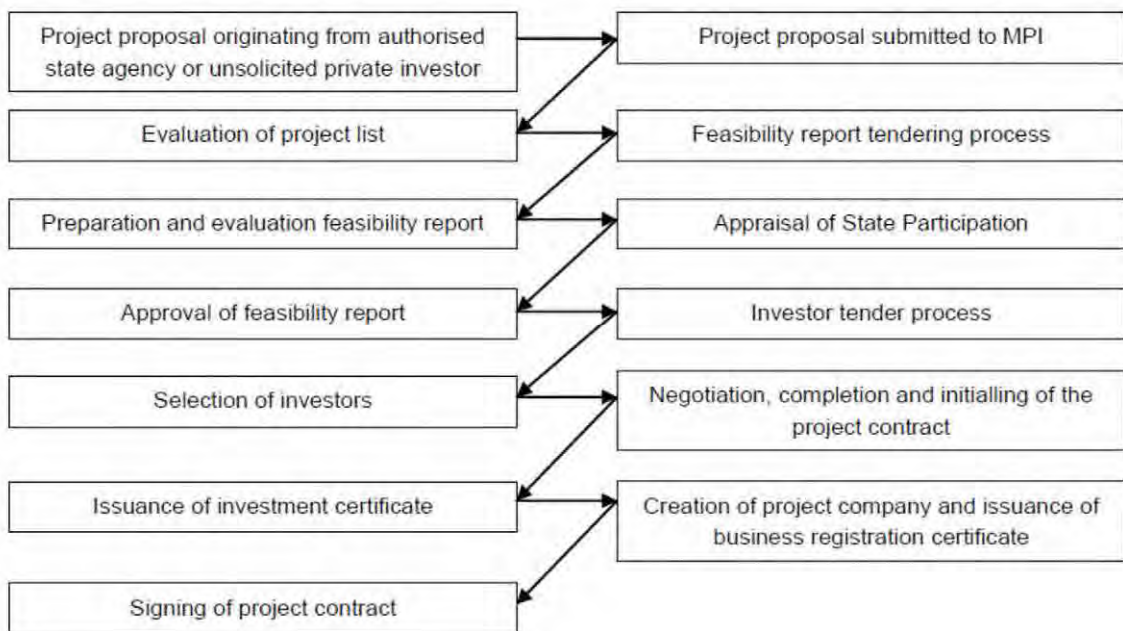 Project proposal originating from authorised
state agency or unsolicited private investor
Project proposal submitted to MPI
Evaluation of project list
Feasibility report tendering process
Preparation and evaluation feasibility report
Appraisal of State Participation
Approval of feasibility report
Investor tender process
Selection of investors
Negotiation, completion and initialling of the
project contract
Issuance of investment certificate
Creation of project company and issuance of
business registration certificate
Signing of project contract